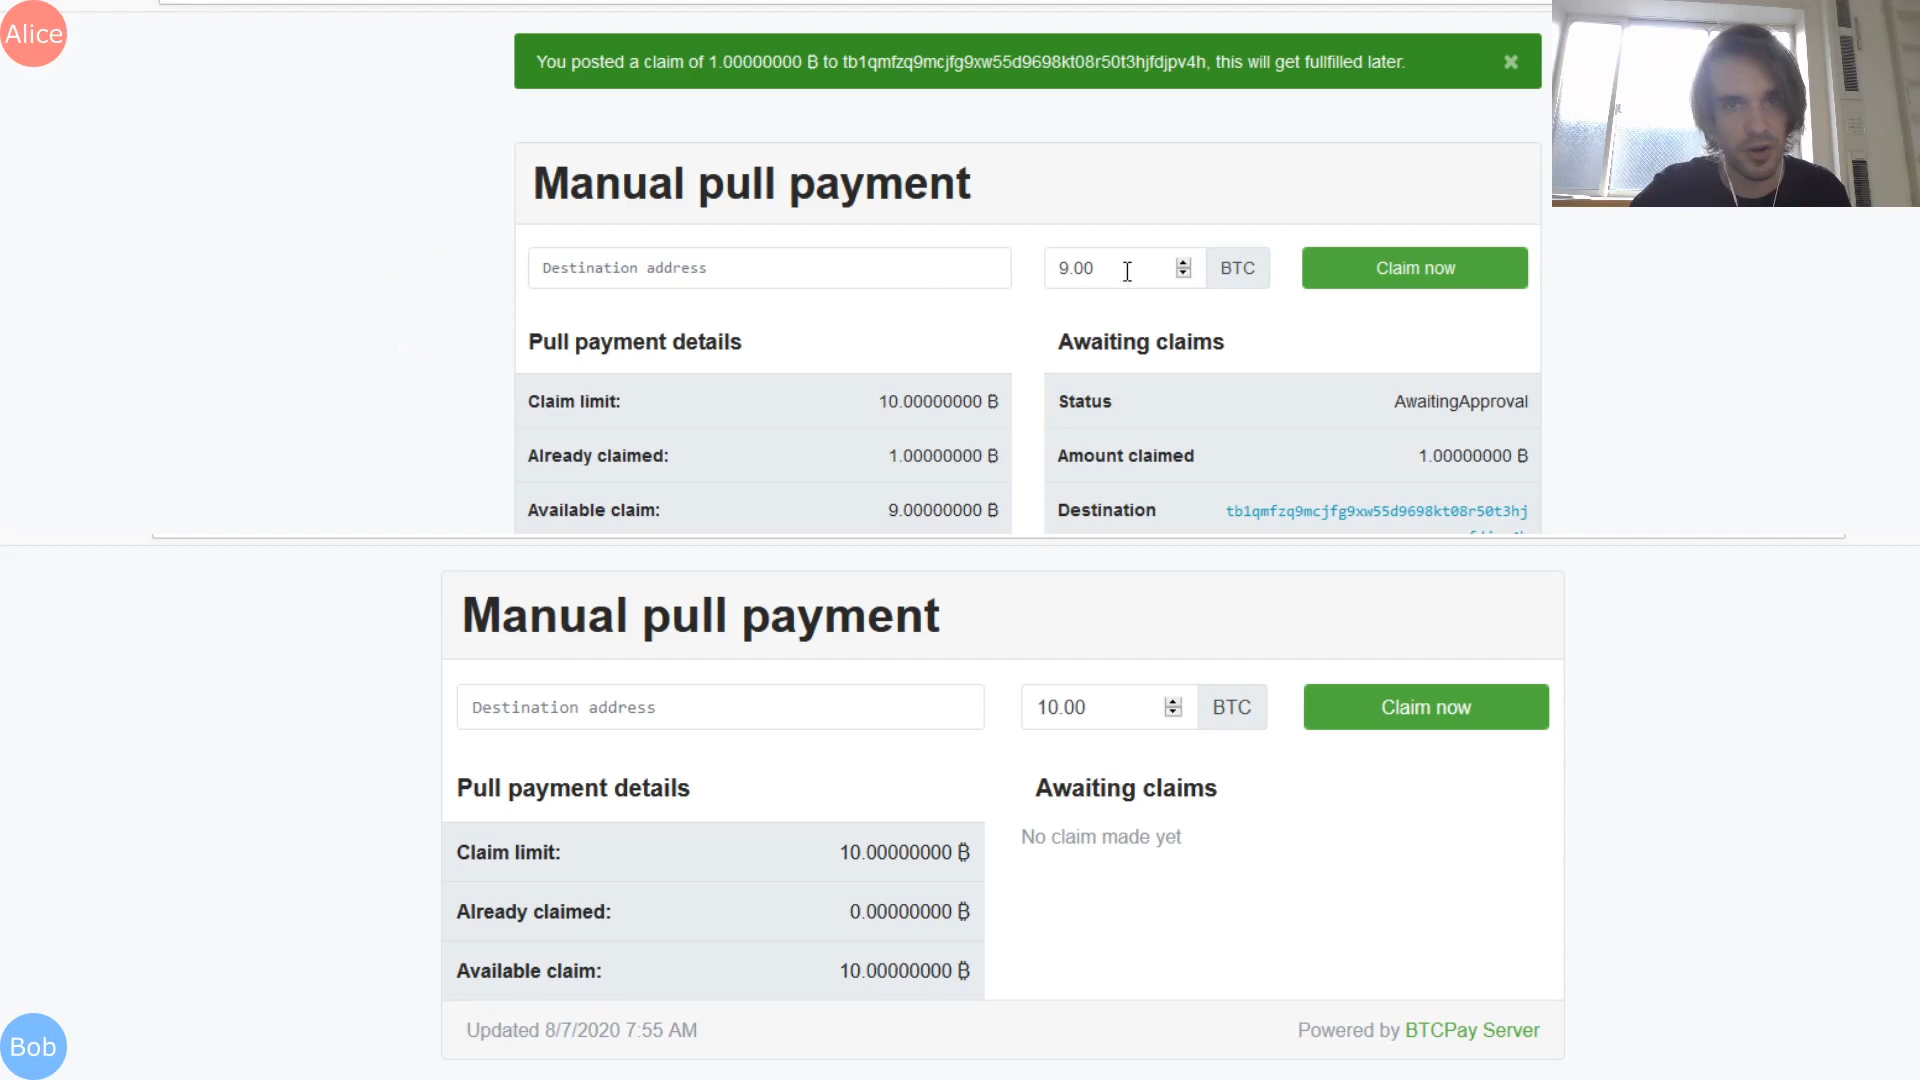 Alice
You posted a claim of 1.00000000 ₿ to tb1qmfzq9mcjfg9xw55d9698kt08r50t3hjfdjpv4h, this will get fullfilled later.
Manual pull payment
Destination address
9.00
BTC
Claim now
Pull payment details
Claim limit: 10.00000000 ₿
Already claimed: 1.00000000 ₿
Available claim: 9.00000000 ₿
Awaiting claims
Status AwaitingApproval
Amount claimed 1.00000000 ₿
Destination tb1qmfzq9mcjfg9xw55d9698kt08r50t3hj
Manual pull payment
Destination address
10.00
BTC
Claim now
Pull payment details
Claim limit: 10.00000000 ₿
Already claimed: 0.00000000 ₿
Available claim: 10.00000000 ₿
Awaiting claims
No claim made yet
Updated 8/7/2020 7:55 AM
Powered by BTCPay Server
Bob